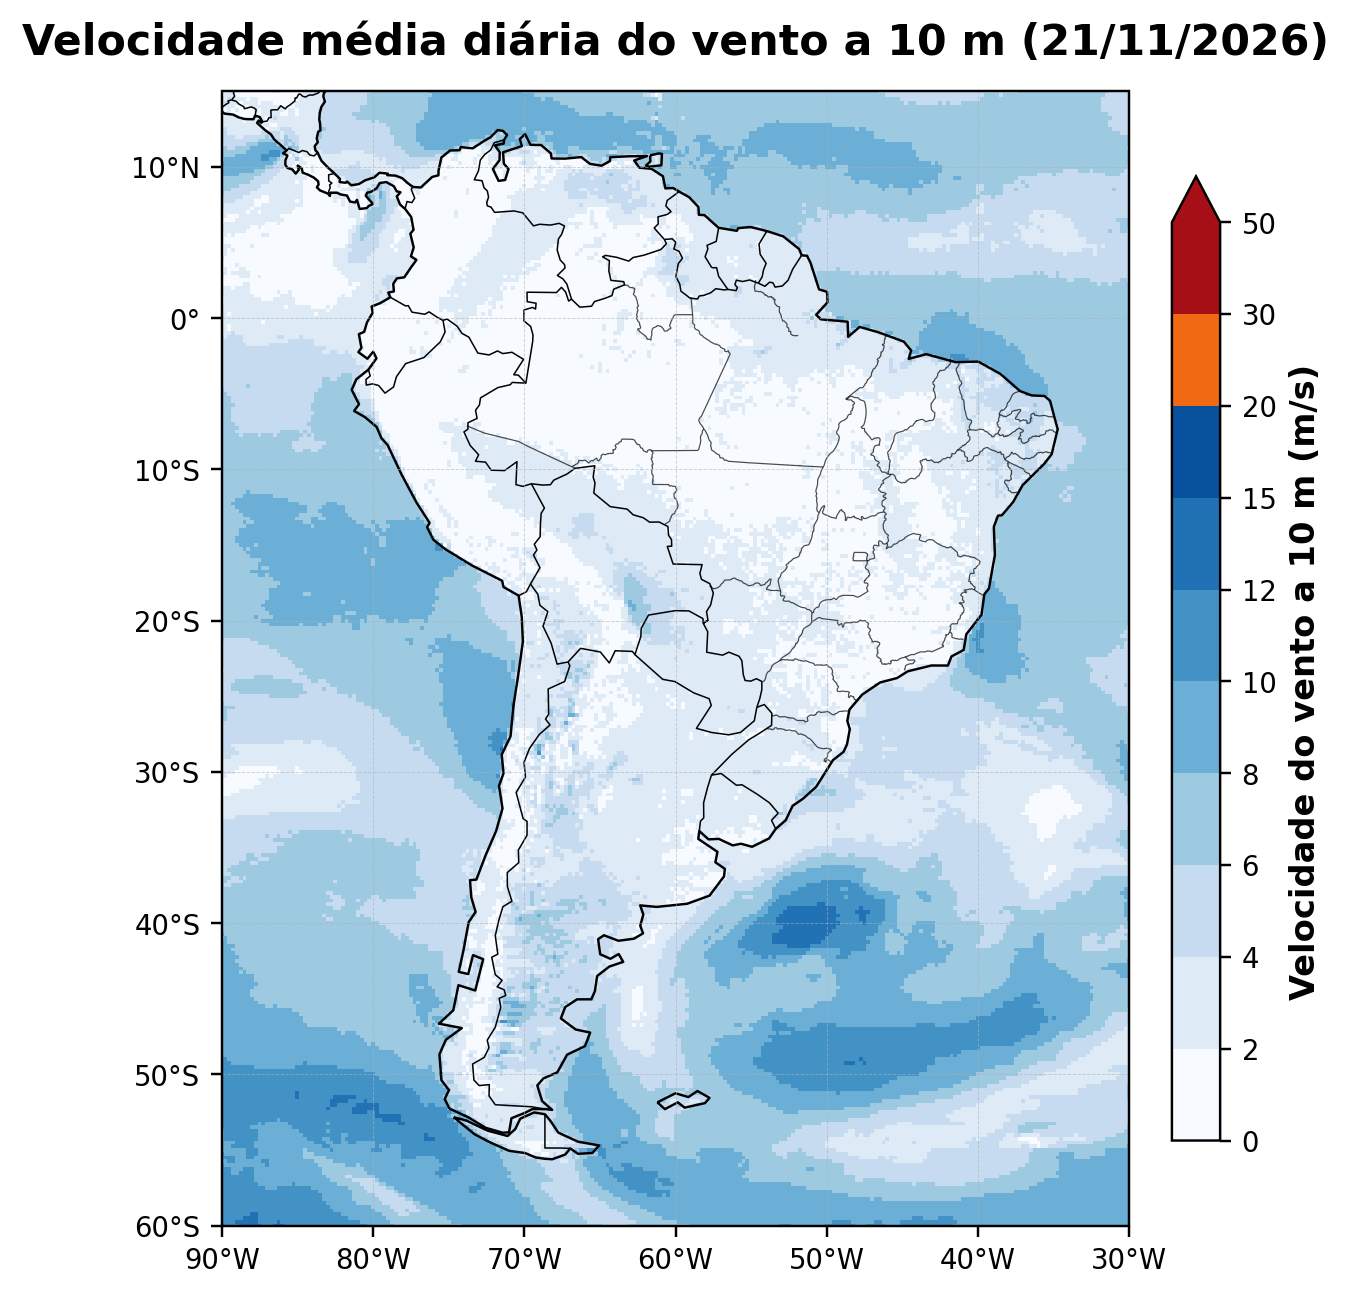 Velocidade média diária do vento a 10 m (21/11/2026)
10°N
0°
10°S
20°S
30°S
40°S
50°S
60°S
90°W
80°W
70°W
60°W
50°W
40°W
30°W
50
30
20
15
12
10
8
6
4
2
0
Velocidade do vento a 10 m (m/s)